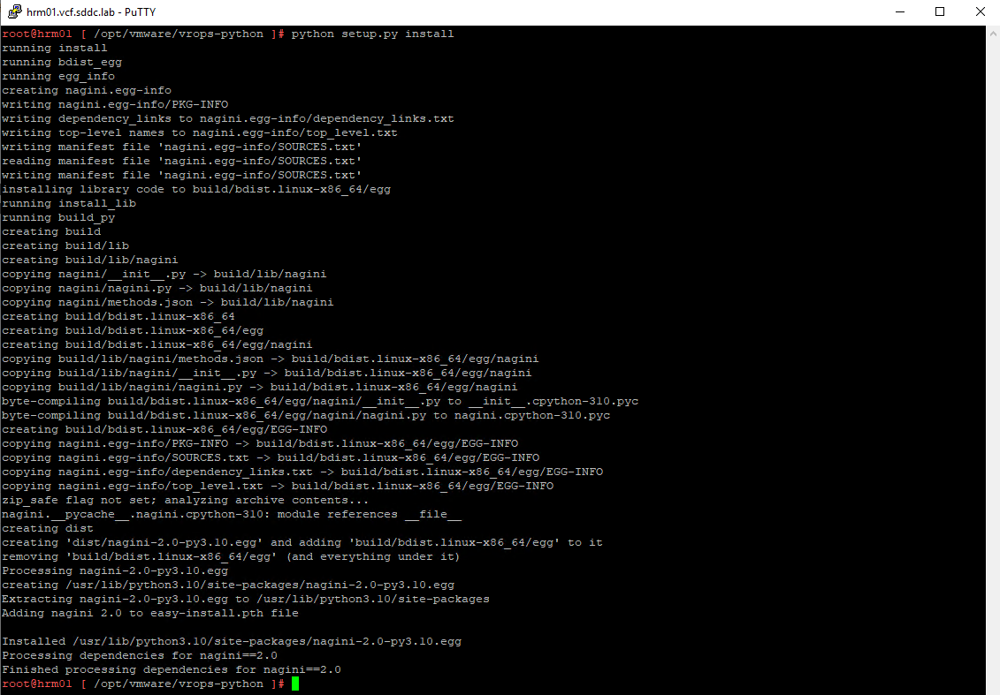 hrm01.vcf.sddc.lab - PuTTY
root@hrm01 [ /opt/vmware/vrops-python ]# python setup.py install
running install
running bdist_egg
running egg_info
creating nagini.egg-info
writing nagini.egg-info/PKG-INFO
writing dependency_links to nagini.egg-info/dependency_links.txt
writing top-level names to nagini.egg-info/top_level.txt
writing manifest file 'nagini.egg-info/SOURCES.txt'
reading manifest file 'nagini.egg-info/SOURCES.txt'
writing manifest file 'nagini.egg-info/SOURCES.txt'
installing library code to build/bdist.linux-x86_64/egg
running install_lib
running build_py
creating build
creating build/lib
creating build/lib/nagini
copying nagini/__init__.py -> build/lib/nagini
copying nagini/nagini.py -> build/lib/nagini
copying nagini/methods.json -> build/lib/nagini
creating build/bdist.linux-x86_64
creating build/bdist.linux-x86_64/egg
creating build/bdist.linux-x86_64/egg/nagini
copying build/lib/nagini/methods.json -> build/bdist.linux-x86_64/egg/nagini
copying build/lib/nagini/__init__.py -> build/bdist.linux-x86_64/egg/nagini
copying build/lib/nagini/nagini.py -> build/bdist.linux-x86_64/egg/nagini
byte-compiling build/bdist.linux-x86_64/egg/nagini/__init__.py to __init__.cpython-310.pyc
byte-compiling build/bdist.linux-x86_64/egg/nagini/nagini.py to nagini.cpython-310.pyc
creating build/bdist.linux-x86_64/egg/EGG-INFO
copying nagini.egg-info/PKG-INFO -> build/bdist.linux-x86_64/egg/EGG-INFO
copying nagini.egg-info/SOURCES.txt -> build/bdist.linux-x86_64/egg/EGG-INFO
copying nagini.egg-info/dependency_links.txt -> build/bdist.linux-x86_64/egg/EGG-INFO
copying nagini.egg-info/top_level.txt -> build/bdist.linux-x86_64/egg/EGG-INFO
zip_safe flag not set; analyzing archive contents...
nagini.__pycache__.nagini.cpython-310: module references __file__
creating dist
creating 'dist/nagini-2.0-py3.10.egg' and adding 'build/bdist.linux-x86_64/egg' to it
removing 'build/bdist.linux-x86_64/egg' (and everything under it)
Processing nagini-2.0-py3.10.egg
creating /usr/lib/python3.10/site-packages/nagini-2.0-py3.10.egg
Extracting nagini-2.0-py3.10.egg to /usr/lib/python3.10/site-packages
Adding nagini 2.0 to easy-install.pth file
Installed /usr/lib/python3.10/site-packages/nagini-2.0-py3.10.egg
Processing dependencies for nagini==2.0
Finished processing dependencies for nagini==2.0
root@hrm01 [ /opt/vmware/vrops-python ]#